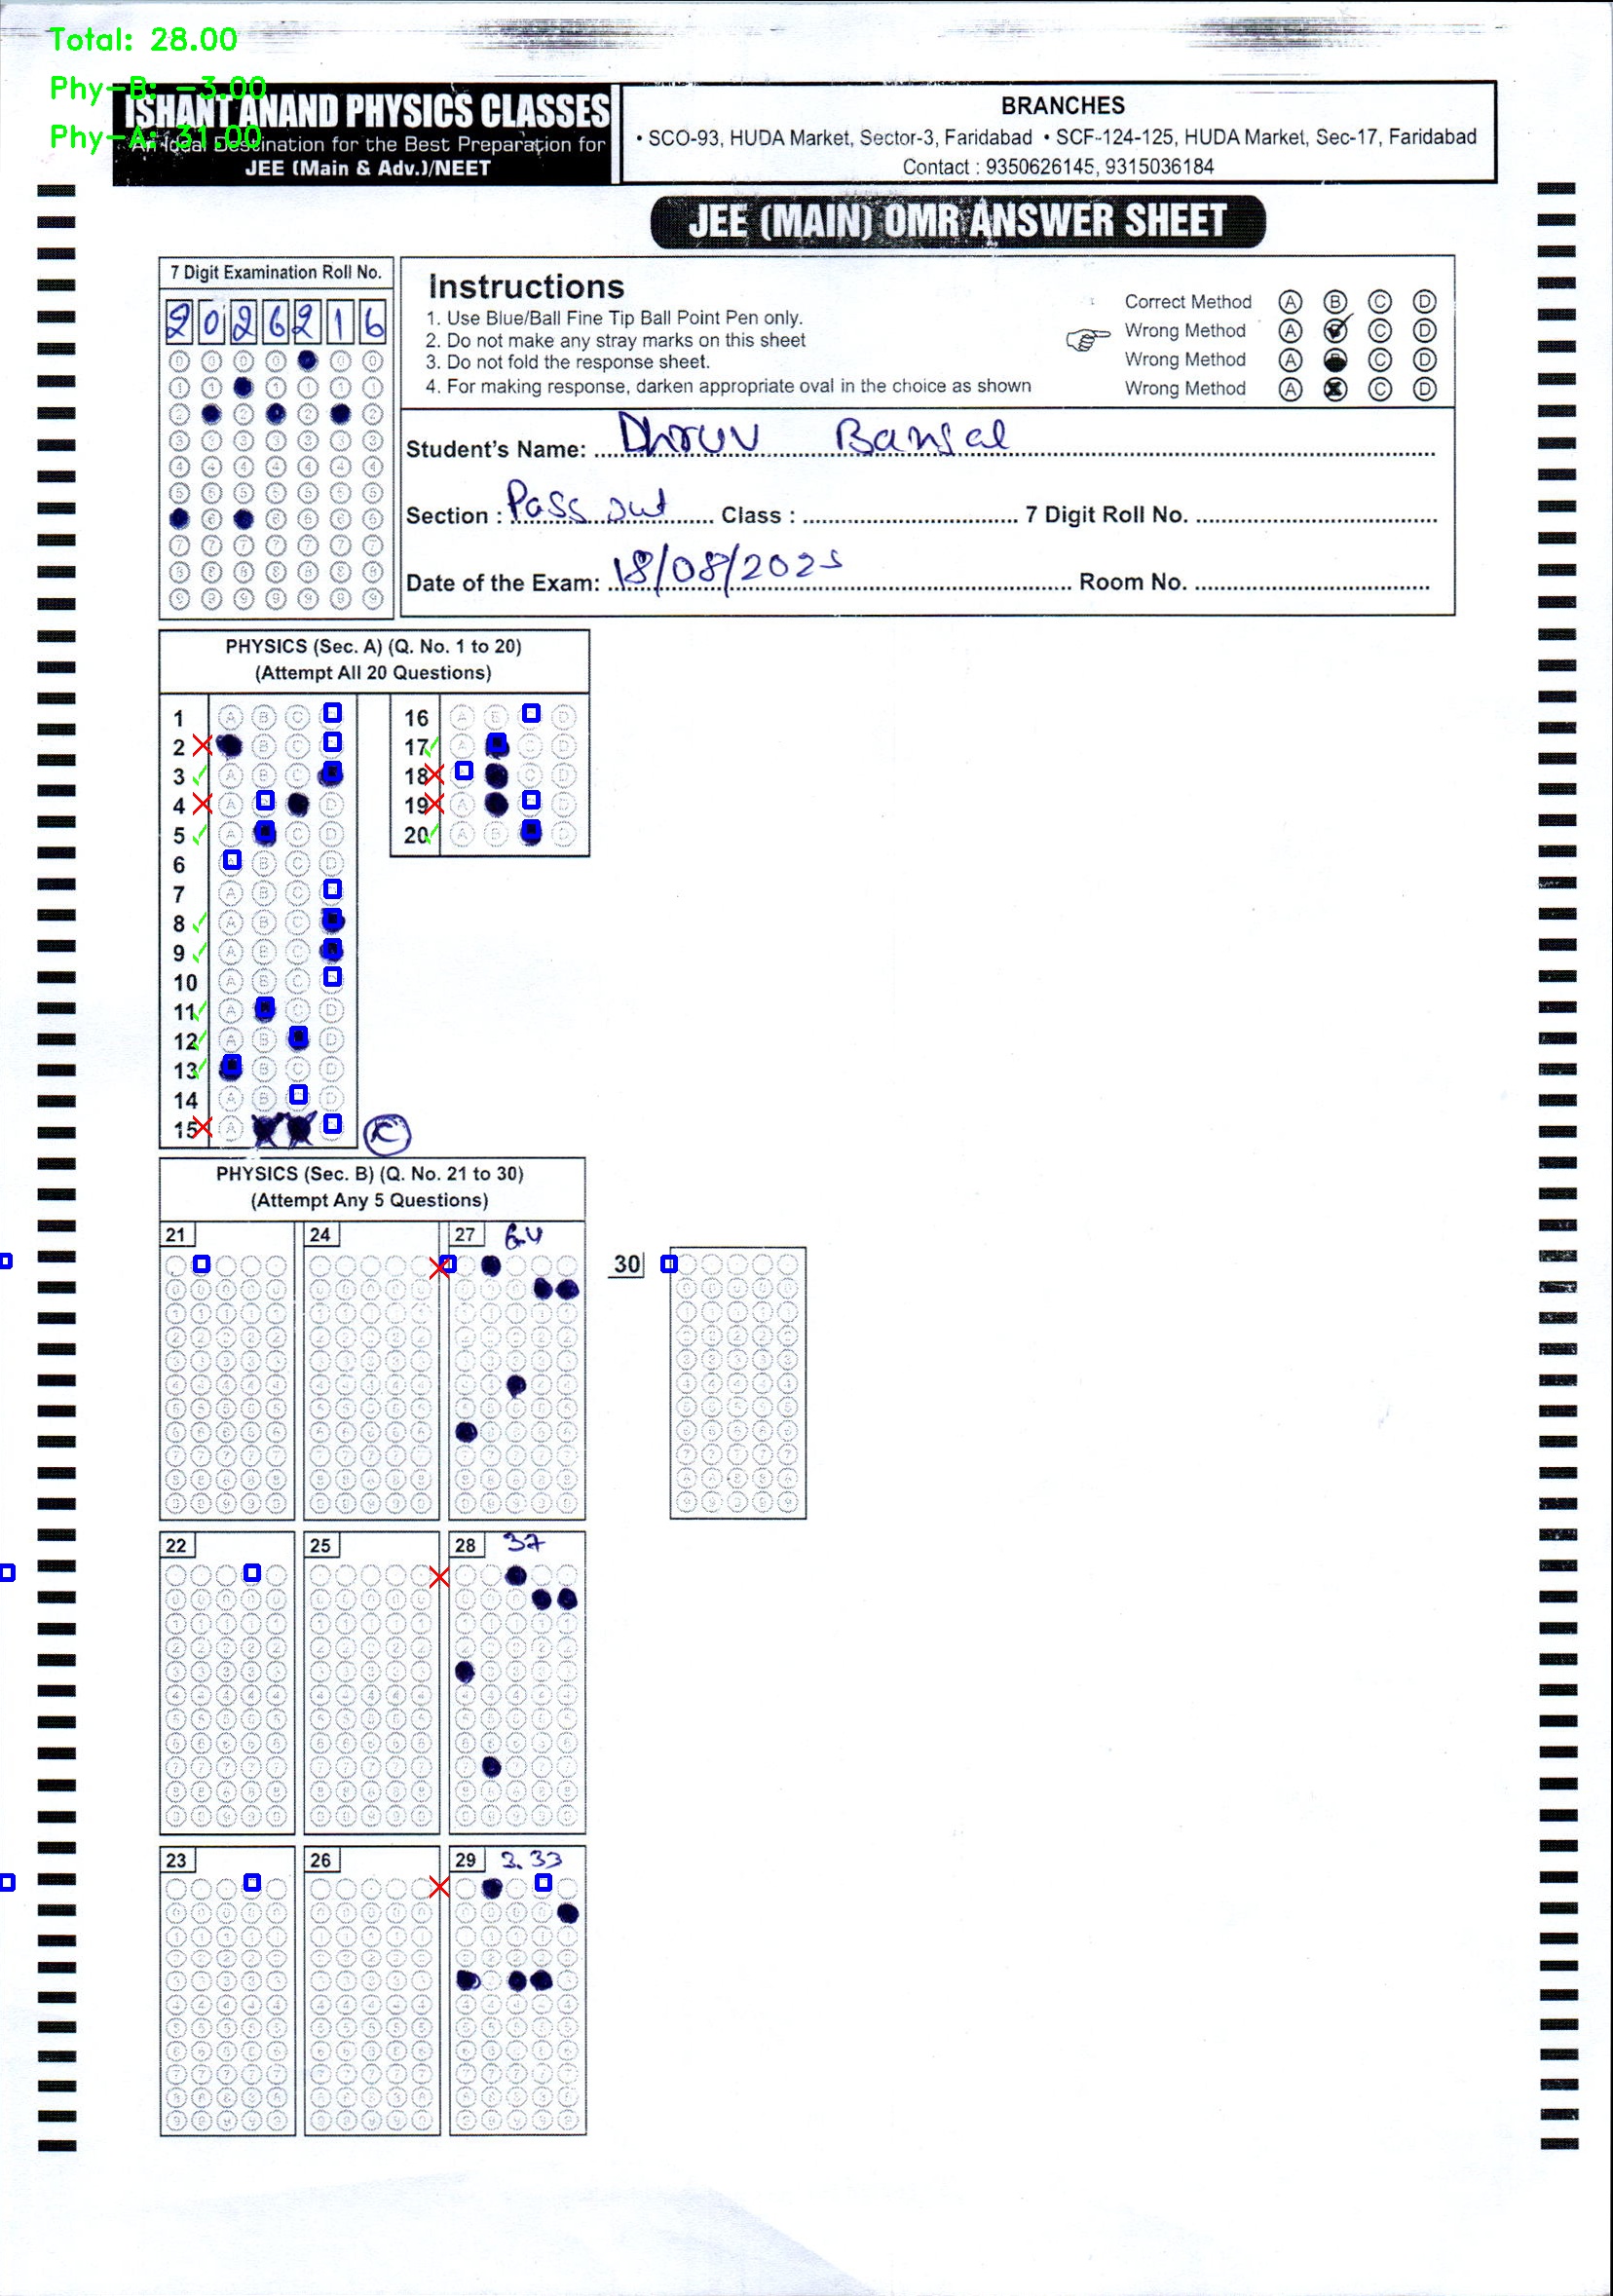 Total: 28.00
Phy-B: -3.00
Phy-A: 31.00
ISHANT ANAND PHYSICS CLASSES
An Ideal Destination for the Best Preparation for
JEE (Main & Adv.)/NEET
BRANCHES
• SCO-93, HUDA Market, Sector-3, Faridabad • SCF-124-125, HUDA Market, Sec-17, Faridabad
Contact : 9350626145, 9315036184
JEE (MAIN) OMR ANSWER SHEET
7 Digit Examination Roll No.
2 0 2 6 2 1 6
Instructions
1. Use Blue/Ball Fine Tip Ball Point Pen only.
2. Do not make any stray marks on this sheet
3. Do not fold the response sheet.
4. For making response, darken appropriate oval in the choice as shown
Correct Method A B C D
Wrong Method A C D
Wrong Method A C D
Wrong Method A C D
Student's Name: Dhruv Bansal
Section : Pass out Class : 7 Digit Roll No.
Date of the Exam: 18/08/2025 Room No.
PHYSICS (Sec. A) (Q. No. 1 to 20)
(Attempt All 20 Questions)
1 A B C
2 B C
3 A B C
4 A D
5 A C D
6 B C D
7 A B C
8 A B C
9 A B C
10 A B C
11 A C D
12 A B D
13 B C D
14 A B D
15 A C
16 A B D
17 A C D
18 C D
19 A D
20 A B D
PHYSICS (Sec. B) (Q. No. 21 to 30)
(Attempt Any 5 Questions)
21
24
27
30
22
25
28 37
23
26
29 3.33